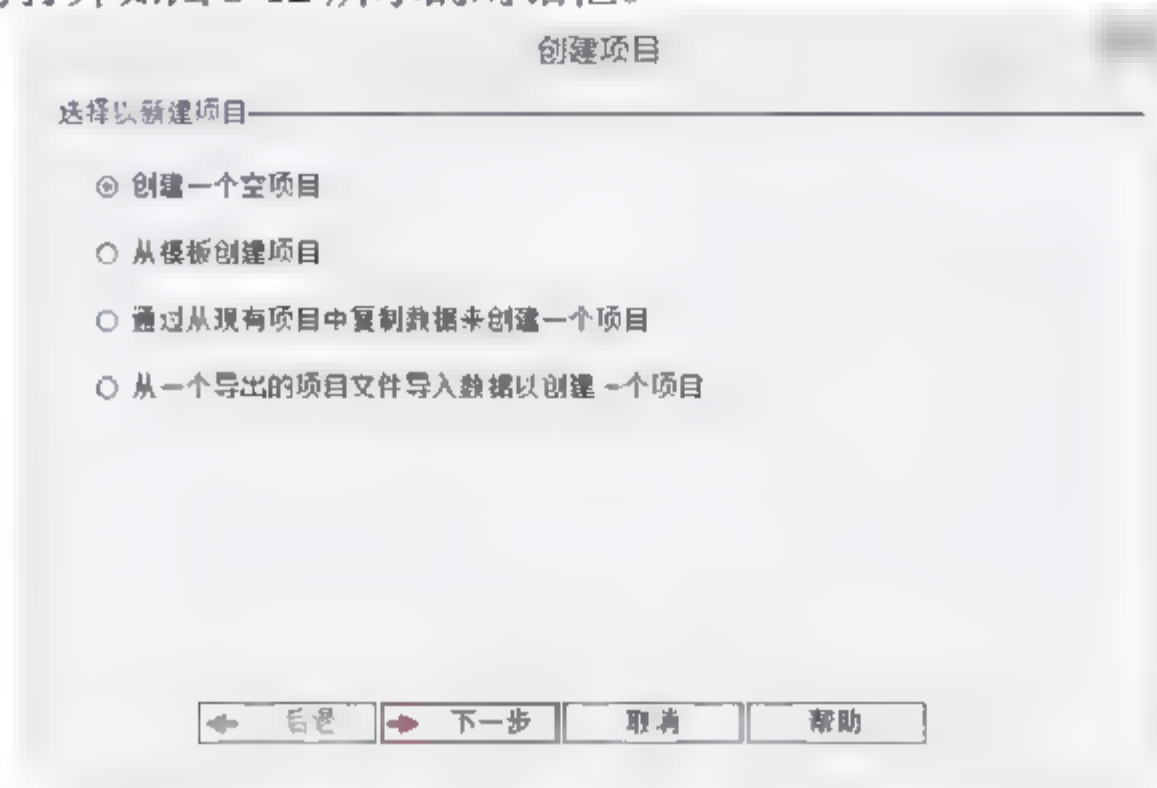 创建项目
选择以新建项目
创建一个空项目
从模板创建项目
通过从现有项目中复制数据来创建一个项目
从一个导出的项目文件导入数据以创建一个项目
后退 下一步 取消 帮助